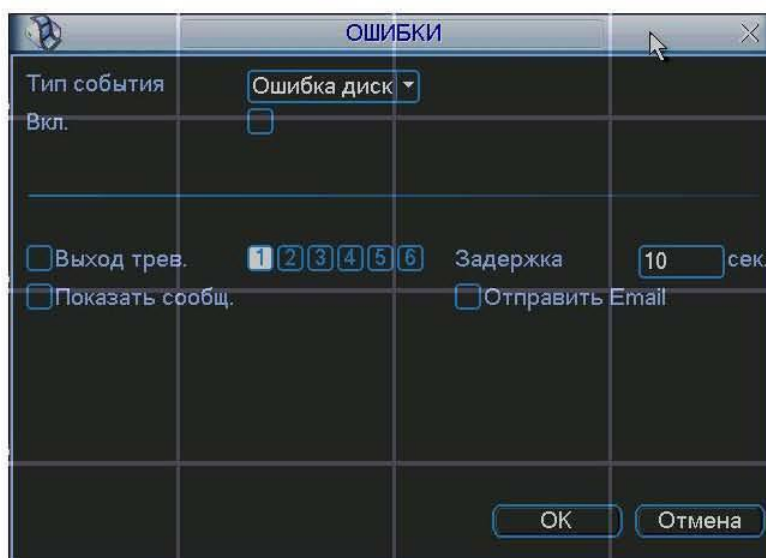 ОШИБКИ
Тип события Ошибка диск
Вкл.
Выход трев. 1 2 3 4 5 6 Задержка 10 сек.
Показать сообщ. Отправить Email
OK Отмена